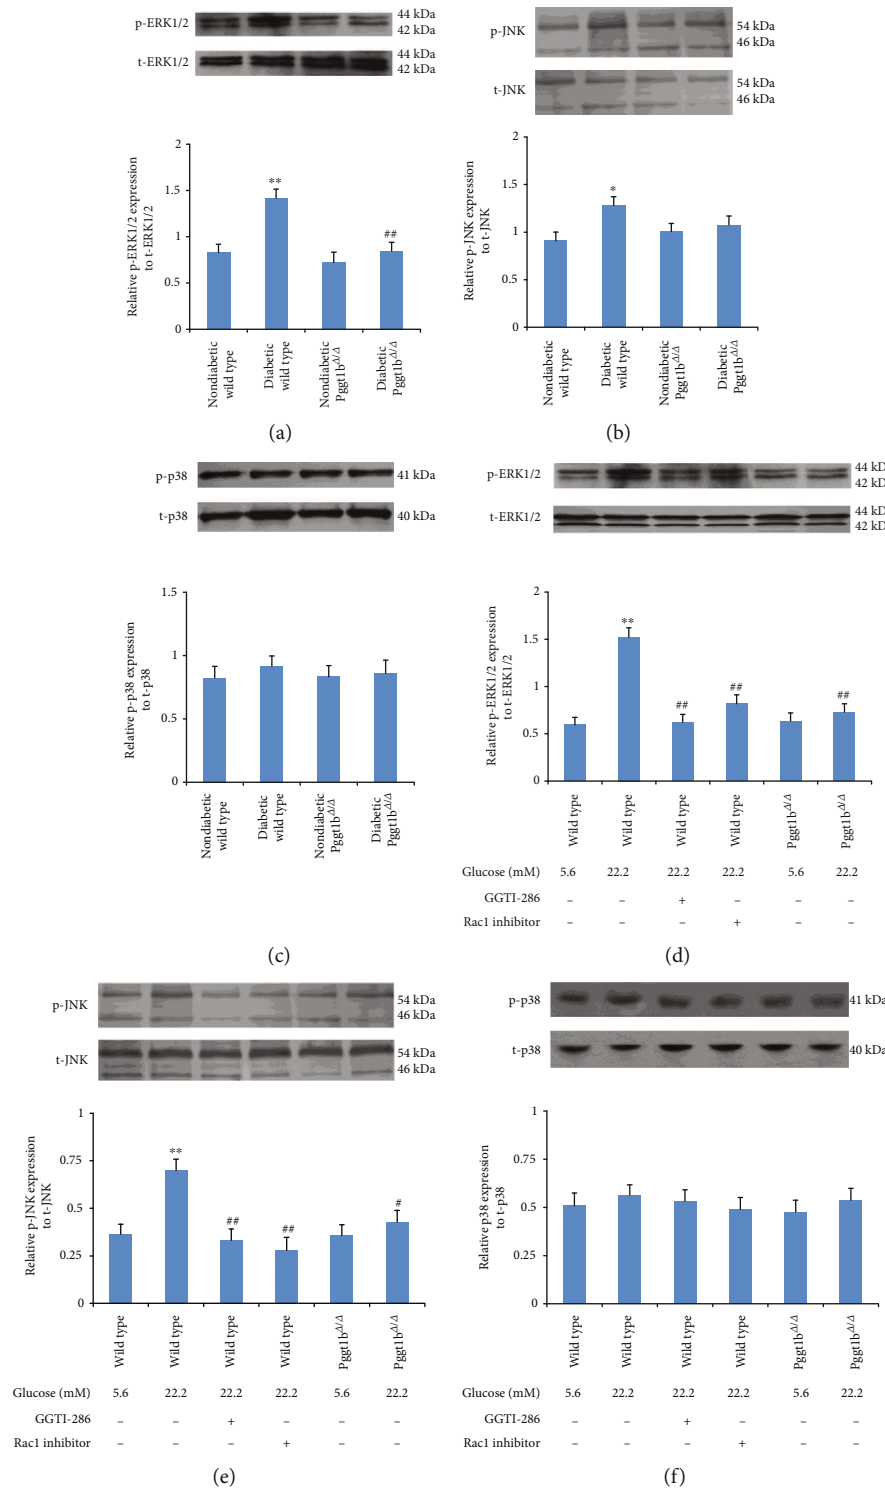 p-ERK1/2
44 kDa
42 kDa
t-ERK1/2
44 kDa
42 kDa
Relative p-ERK1/2 expression
to t-ERK1/2
2
1.5
1
0.5
0
**
##
Nondiabetic
wild type
Diabetic
wild type
Nondiabetic
Pggt1bΔ/Δ
Diabetic
Pggt1bΔ/Δ
(a)
p-JNK
54 kDa
46 kDa
t-JNK
54 kDa
46 kDa
Relative p-JNK expression
to t-JNK
2
1.5
1
0.5
0
*
Nondiabetic
wild type
Diabetic
wild type
Nondiabetic
Pggt1bΔ/Δ
Diabetic
Pggt1bΔ/Δ
(b)
p-p38
41 kDa
t-p38
40 kDa
Relative p-p38 expression
to t-p38
1.5
1
0.5
0
Nondiabetic
wild type
Diabetic
wild type
Nondiabetic
Pggt1bΔ/Δ
Diabetic
Pggt1bΔ/Δ
(c)
p-ERK1/2
44 kDa
42 kDa
t-ERK1/2
44 kDa
42 kDa
Relative p-ERK1/2 expression
to t-ERK1/2
2
1.5
1
0.5
0
**
##
##
##
Wild type
Wild type
Wild type
Wild type
Pggt1bΔ/Δ
Pggt1bΔ/Δ
Glucose (mM) 5.6 22.2 22.2 22.2 5.6 22.2
GGTI-286 – – + – – –
Rac1 inhibitor – – – + – –
(d)
p-JNK
54 kDa
46 kDa
t-JNK
54 kDa
46 kDa
Relative p-JNK expression
to t-JNK
1
0.75
0.5
0.25
0
**
##
##
#
Wild type
Wild type
Wild type
Wild type
Pggt1bΔ/Δ
Pggt1bΔ/Δ
Glucose (mM) 5.6 22.2 22.2 22.2 5.6 22.2
GGTI-286 – – + – – –
Rac1 inhibitor – – – + – –
(e)
p-p38
41 kDa
t-p38
40 kDa
Relative p38 expression
to t-p38
1
0.75
0.5
0.25
0
Wild type
Wild type
Wild type
Wild type
Pggt1bΔ/Δ
Pggt1bΔ/Δ
Glucose (mM) 5.6 22.2 22.2 22.2 5.6 22.2
GGTI-286 – – + – – –
Rac1 inhibitor – – – + – –
(f)